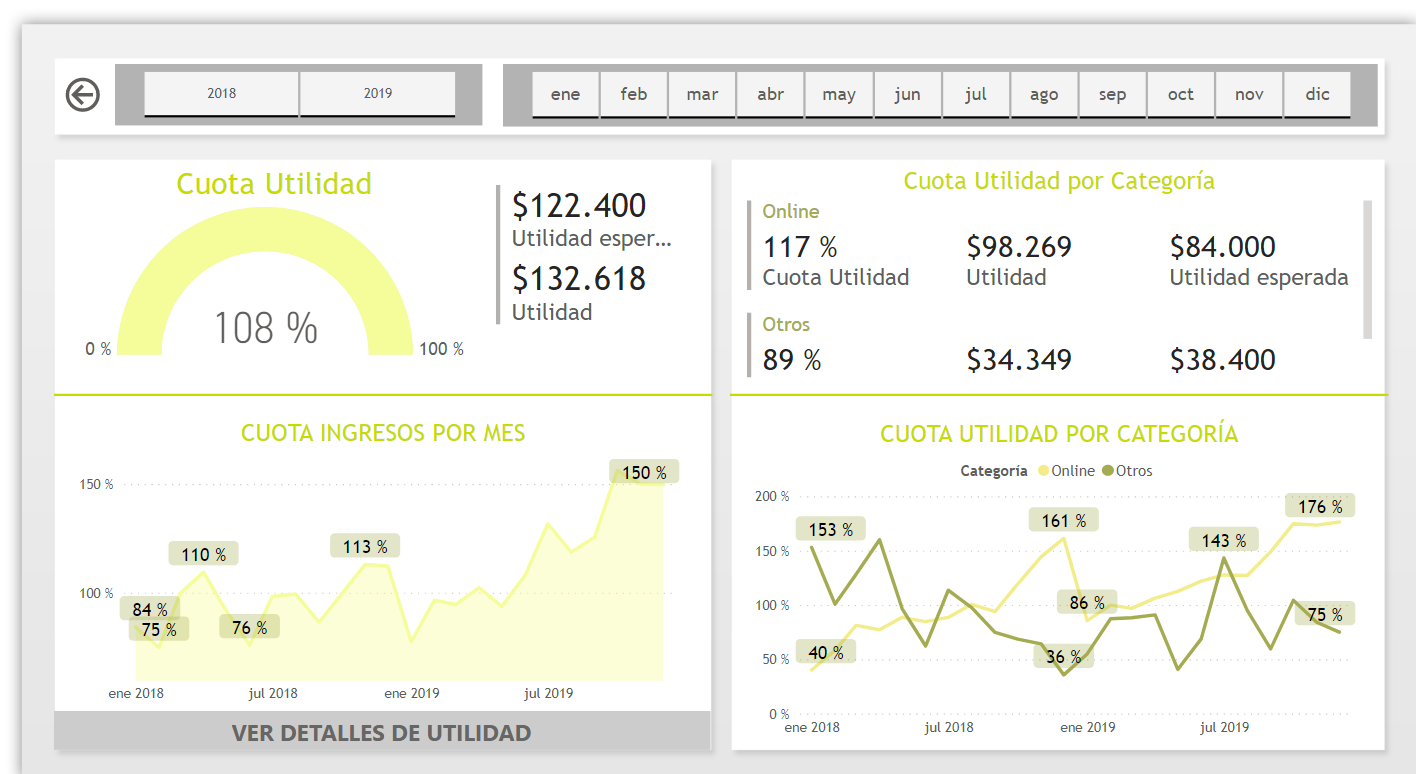 2018 2019
ene feb mar abr may jun jul ago sep oct nov dic
Cuota Utilidad
108 %
0 %
100 %
$122.400
Utilidad esper...
$132.618
Utilidad
Cuota Utilidad por Categoría
Online
117 % $98.269 $84.000
Cuota Utilidad Utilidad Utilidad esperada
Otros
89 % $34.349 $38.400
CUOTA INGRESOS POR MES
150 %
100 %
84 %
75 %
110 %
76 %
113 %
150 %
ene 2018 jul 2018 ene 2019 jul 2019
VER DETALLES DE UTILIDAD
CUOTA UTILIDAD POR CATEGORÍA
Categoría Online Otros
200 %
150 %
100 %
50 %
0 %
153 %
40 %
161 %
86 %
36 %
143 %
176 %
75 %
ene 2018 jul 2018 ene 2019 jul 2019